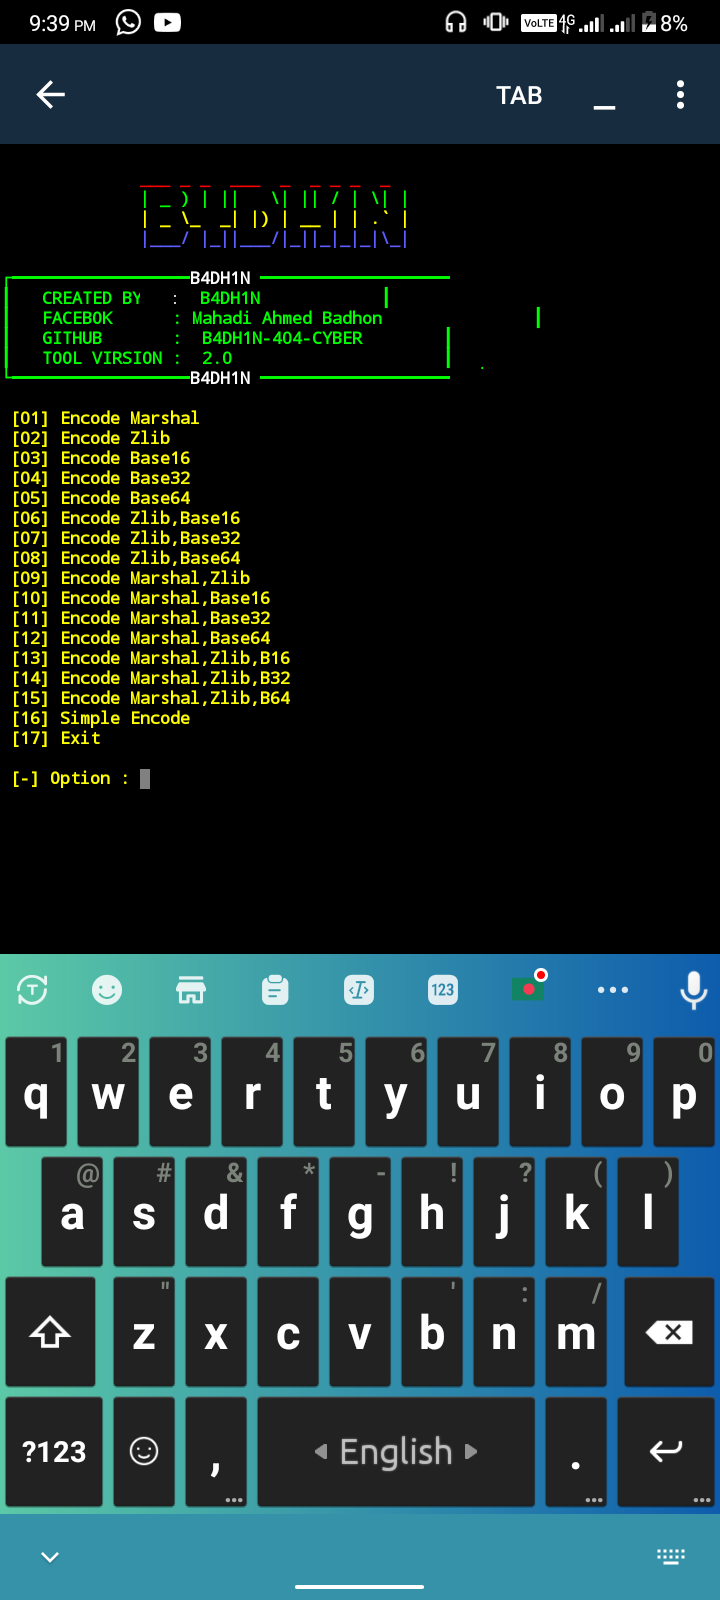 9:39 PM VoLTE 4G 8%
TAB
B4DH1N
B4DH1N
CREATED BY : B4DH1N
FACEBOK : Mahadi Ahmed Badhon
GITHUB : B4DH1N-404-CYBER
TOOL VIRSION : 2.0
B4DH1N
[01] Encode Marshal
[02] Encode Zlib
[03] Encode Base16
[04] Encode Base32
[05] Encode Base64
[06] Encode Zlib,Base16
[07] Encode Zlib,Base32
[08] Encode Zlib,Base64
[09] Encode Marshal,Zlib
[10] Encode Marshal,Base16
[11] Encode Marshal,Base32
[12] Encode Marshal,Base64
[13] Encode Marshal,Zlib,B16
[14] Encode Marshal,Zlib,B32
[15] Encode Marshal,Zlib,B64
[16] Simple Encode
[17] Exit
[-] Option :
T 123
1 2 3 4 5 6 7 8 9 0
q w e r t y u i o p
@ # & * - ! ? ( )
a s d f g h j k l
" ' : /
z x c v b n m
?123 , English .